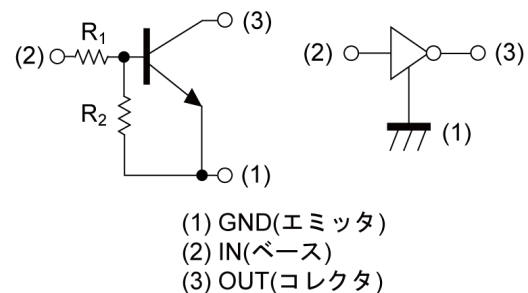 (3)
(2)
R1
R2
(1)
(2)
(3)
(1)
(1) GND(エミッタ)
(2) IN(ベース)
(3) OUT(コレクタ)